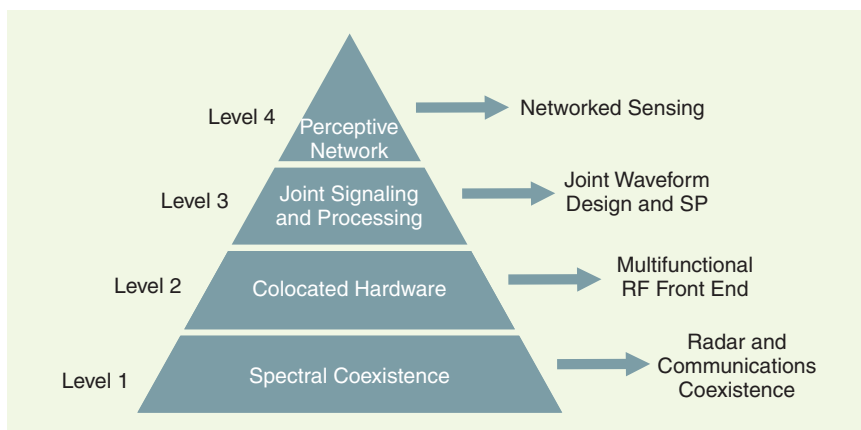 Level 4
Perceptive
Network
Networked Sensing
Level 3
Joint Signaling
and Processing
Joint Waveform
Design and SP
Level 2
Colocated Hardware
Multifunctional
RF Front End
Level 1
Spectral Coexistence
Radar and
Communications
Coexistence